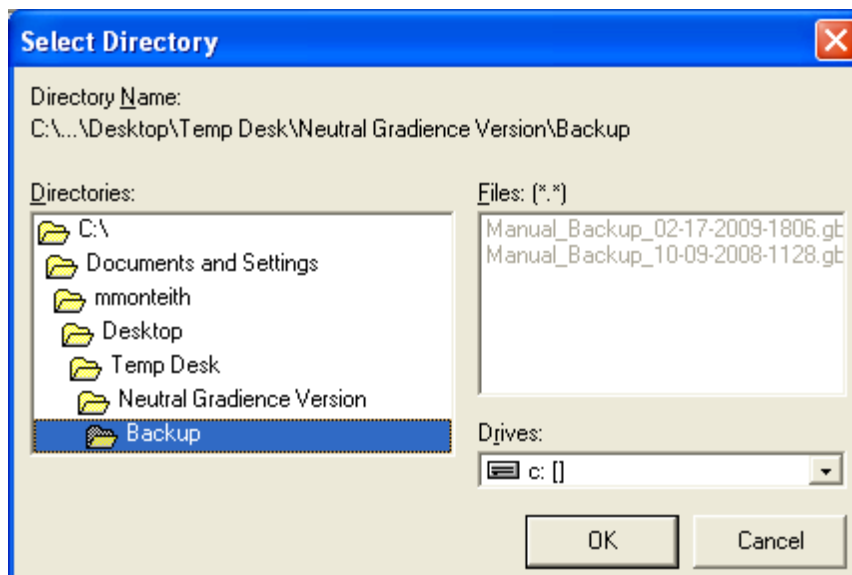 Select Directory
Directory Name:
C:\...\Desktop\Temp Desk\Neutral Gradience Version\Backup
Directories:
C:\
Documents and Settings
mmonteith
Desktop
Temp Desk
Neutral Gradience Version
Backup
Files: (*.*)
Manual_Backup_02-17-2009-1806.gb
Manual_Backup_10-09-2008-1128.gb
Drives:
c: []
OK
Cancel